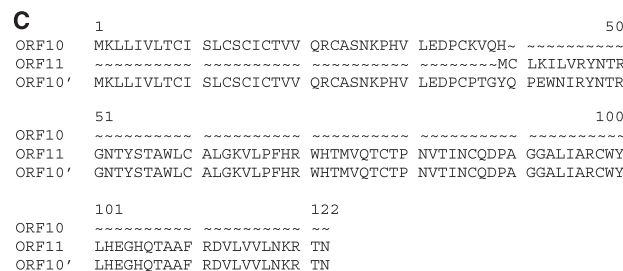 C
1 50
ORF10 MKLLIVLTCI SLCSCICTVV QRCASNKPHV LEDPCKVQH~ ~~~~~~~~~~
ORF11 ~~~~~~~~~~ ~~~~~~~~~~ ~~~~~~~~~~ ~~~~~~~~MC LKILVRYNTR
ORF10' MKLLIVLTCI SLCSCICTVV QRCASNKPHV LEDPCPTGYQ PEWNIRYNTR
51 100
ORF10 ~~~~~~~~~~ ~~~~~~~~~~ ~~~~~~~~~~ ~~~~~~~~~~ ~~~~~~~~~~
ORF11 GNTYSTAWLC ALGKVLPFHR WHTMVQTCTP NVTINCQDPA GGALIARCWY
ORF10' GNTYSTAWLC ALGKVLPFHR WHTMVQTCTP NVTINCQDPA GGALIARCWY
101 122
ORF10 ~~~~~~~~~~ ~~~~~~~~~~ ~~
ORF11 LHEGHQTAAF RDVLVVLNKR TN
ORF10' LHEGHQTAAF RDVLVVLNKR TN